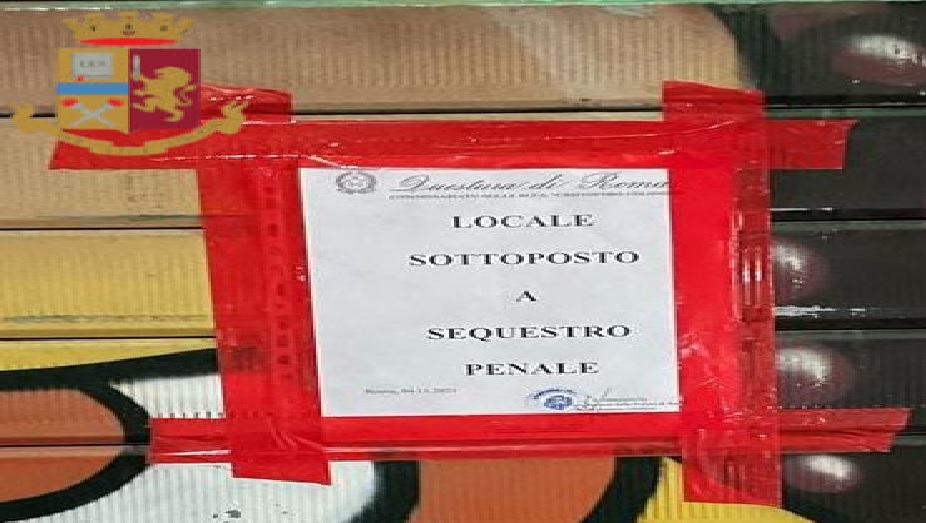 Questura di Roma
LOCALE
SOTTOPOSTO
A
SEQUESTRO
PENALE